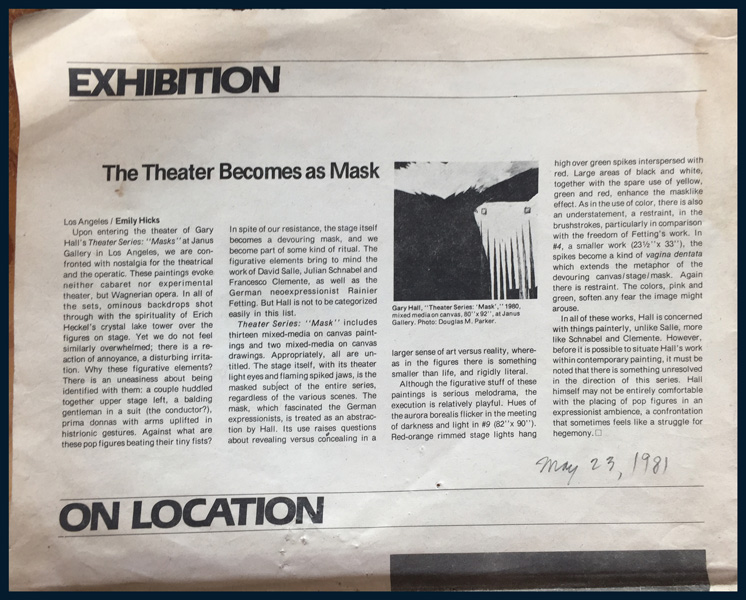 EXHIBITION
The Theater Becomes as Mask
Los Angeles / Emily Hicks
Upon entering the theater of Gary
Hall's Theater Series: "Masks" at Janus
Gallery in Los Angeles, we are con-
fronted with nostalgia for the theatrical
and the operatic. These paintings evoke
neither cabaret nor experimental
theater, but Wagnerian opera. In all of
the sets, ominous backdrops shot
through with the spirituality of Erich
Heckel's crystal lake tower over the
figures on stage. Yet we do not feel
similarly overwhelmed; there is a re-
action of annoyance, a disturbing irrita-
tion. Why these figurative elements?
There is an uneasiness about being
identified with them: a couple huddled
together upper stage left, a balding
gentleman in a suit (the conductor?),
prima donnas with arms uplifted in
histrionic gestures. Against what are
these pop figures beating their tiny fists?
In spite of our resistance, the stage itself
becomes a devouring mask, and we
become part of some kind of ritual. The
figurative elements bring to mind the
work of David Salle, Julian Schnabel and
Francesco Clemente, as well as the
German neoexpressionist Rainier
Fetting. But Hall is not to be categorized
easily in this list.
Theater Series: "Mask" includes
thirteen mixed-media on canvas paint-
ings and two mixed-media on canvas
drawings. Appropriately, all are un-
titled. The stage itself, with its theater
light eyes and flaming spiked jaws, is the
masked subject of the entire series,
regardless of the various scenes. The
mask, which fascinated the German
expressionists, is treated as an abstrac-
tion by Hall. Its use raises questions
about revealing versus concealing in a
Gary Hall, "Theater Series: 'Mask'," 1980,
mixed media on canvas, 80" x 92", at Janus
Gallery. Photo: Douglas M. Parker.
larger sense of art versus reality, where-
as in the figures there is something
smaller than life, and rigidly literal.
Although the figurative stuff of these
paintings is serious melodrama, the
execution is relatively playful. Hues of
the aurora borealis flicker in the meeting
of darkness and light in #9 (82" x 90").
Red-orange rimmed stage lights hang
high over green spikes interspersed with
red. Large areas of black and white,
together with the spare use of yellow,
green and red, enhance the masklike
effect. As in the use of color, there is also
an understatement, a restraint, in the
brushstrokes, particularly in comparison
with the freedom of Fetting's work. In
#4, a smaller work (23½" x 33"), the
spikes become a kind of vagina dentata
which extends the metaphor of the
devouring canvas/stage/mask. Again
there is restraint. The colors, pink and
green, soften any fear the image might
arouse.
In all of these works, Hall is concerned
with things painterly, unlike Salle, more
like Schnabel and Clemente. However,
before it is possible to situate Hall's work
within contemporary painting, it must be
noted that there is something unresolved
in the direction of this series. Hall
himself may not be entirely comfortable
with the placing of pop figures in an
expressionist ambience, a confrontation
that sometimes feels like a struggle for
hegemony.□
May 23, 1981
ON LOCATION